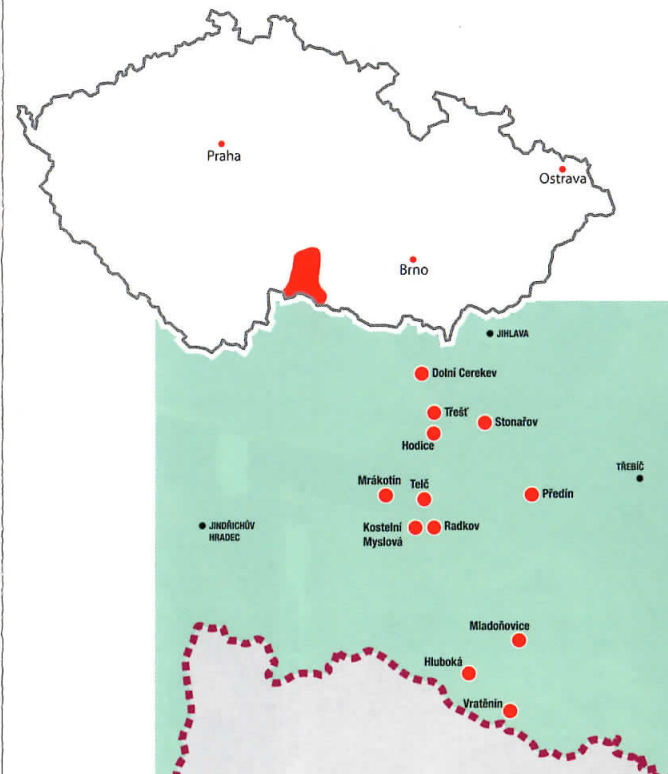 Praha
Ostrava
Brno
JIHLAVA
Dolní Cerekev
Třešť
Stonařov
Hodice
TŘEBÍČ
Mrákotín
Telč
Předín
JINDŘICHŮV
HRADEC
Kostelní
Myslová
Radkov
Mladoňovice
Hluboká
Vratěnín